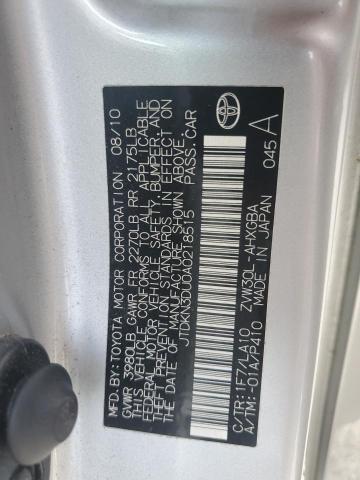 MFD.BY:TOYOTA MOTOR CORPORATION 08/10
GVWR 3980LB GAWR FR 2270LB RR 2175LB
THIS VEHICLE CONFORMS TO ALL APPLICABLE
FEDERAL MOTOR VEHICLE SAFETY, BUMPER, AND
THEFT PREVENTION STANDARDS IN EFFECT
ON THE DATE OF MANUFACTURE SHOWN ABOVE.
JTDKN3DU0A0218515 PASS.CAR
C/TR:1F7/LA10 ZVW30L-AHXGBA
A/TM:-01A/P410 MADE IN JAPAN 045 A
TOYOTA